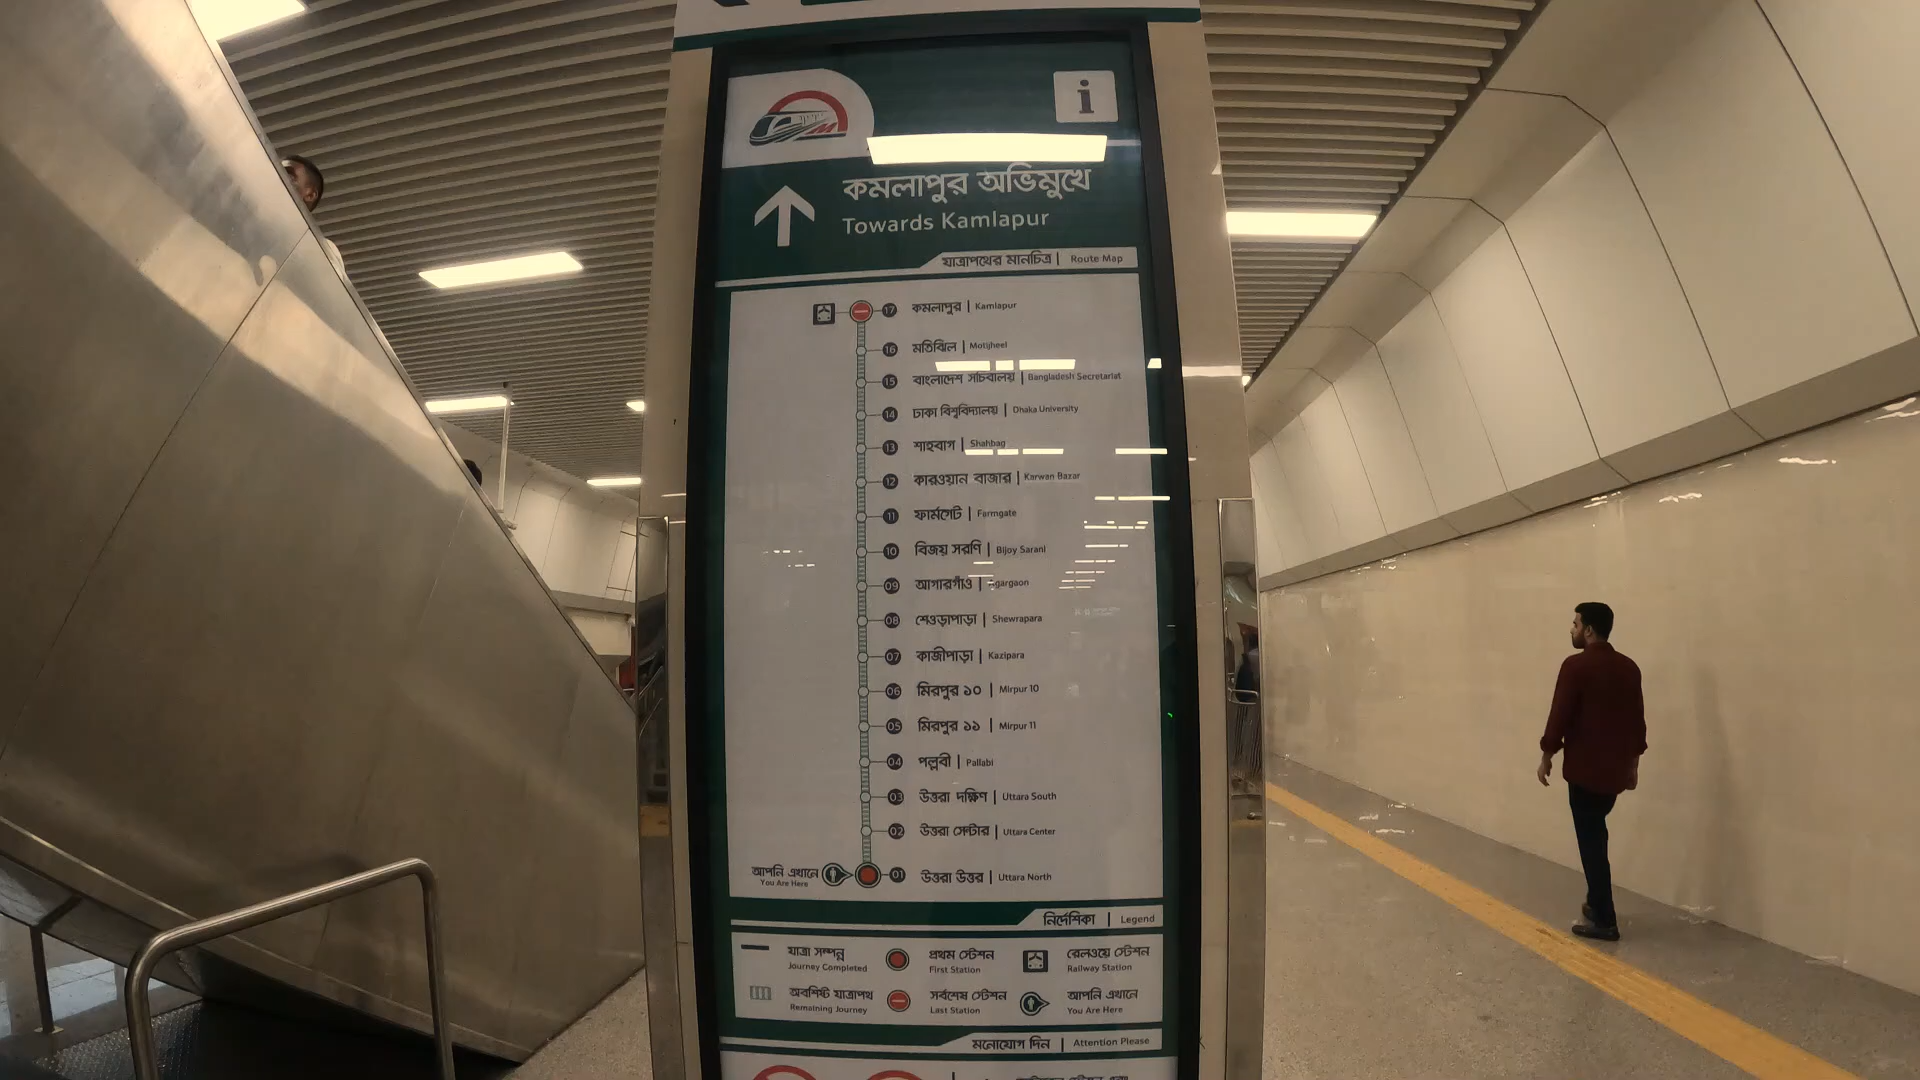 i
কমলাপুর অভিমুখে
Towards Kamlapur
যাত্রাপথের মানচিত্র | Route Map
17 কমলাপুর | Kamlapur
16 মতিঝিল | Motijheel
15 বাংলাদেশ সচিবালয় | Bangladesh Secretariat
14 ঢাকা বিশ্ববিদ্যালয় | Dhaka University
13 শাহবাগ | Shahbag
12 কারওয়ান বাজার | Karwan Bazar
11 ফার্মগেট | Farmgate
10 বিজয় সরণি | Bijoy Sarani
09 আগারগাঁও | Agargaon
08 শেওড়াপাড়া | Shewrapara
07 কাজীপাড়া | Kazipara
06 মিরপুর ১০ | Mirpur 10
05 মিরপুর ১১ | Mirpur 11
04 পল্লবী | Pallabi
03 উত্তরা দক্ষিণ | Uttara South
02 উত্তরা সেন্টার | Uttara Center
আপনি এখানে 01 উত্তরা উত্তর | Uttara North
You Are Here
নির্দেশিকা | Legend
যাত্রা সম্পন্ন প্রথম স্টেশন রেলওয়ে স্টেশন
Journey Completed First Station Railway Station
অবশিষ্ট যাত্রাপথ সর্বশেষ স্টেশন আপনি এখানে
Remaining Journey Last Station You Are Here
মনোযোগ দিন | Attention Please